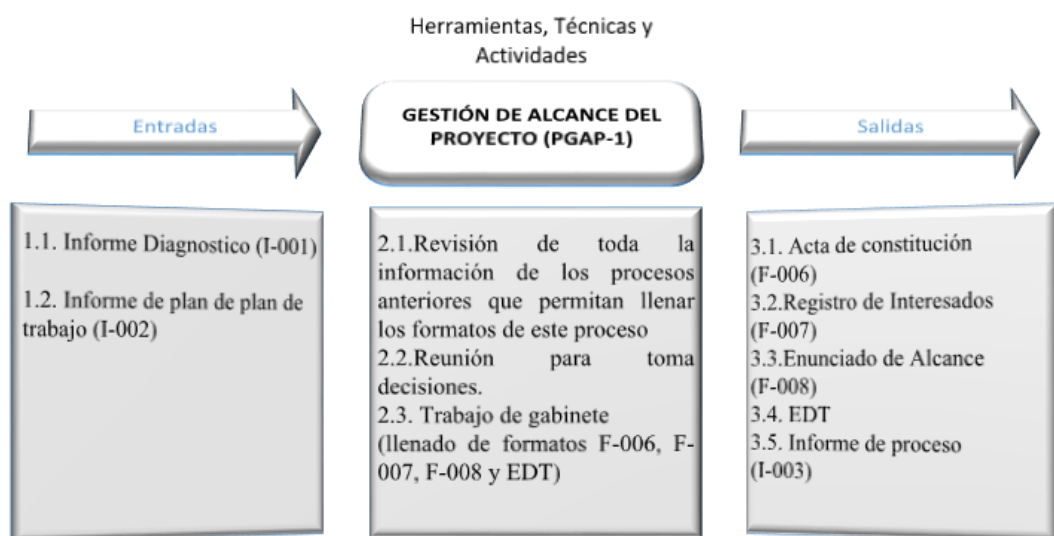 Herramientas, Técnicas y
Actividades
Entradas
GESTIÓN DE ALCANCE DEL
PROYECTO (PGAP-1)
Salidas
1.1. Informe Diagnostico (I-001)
1.2. Informe de plan de plan de
trabajo (I-002)
2.1.Revisión de toda la
información de los procesos
anteriores que permitan llenar
los formatos de este proceso
2.2.Reunión para toma
decisiones.
2.3. Trabajo de gabinete
(llenado de formatos F-006, F-
007, F-008 y EDT)
3.1. Acta de constitución
(F-006)
3.2.Registro de Interesados
(F-007)
3.3.Enunciado de Alcance
(F-008)
3.4. EDT
3.5. Informe de proceso
(I-003)